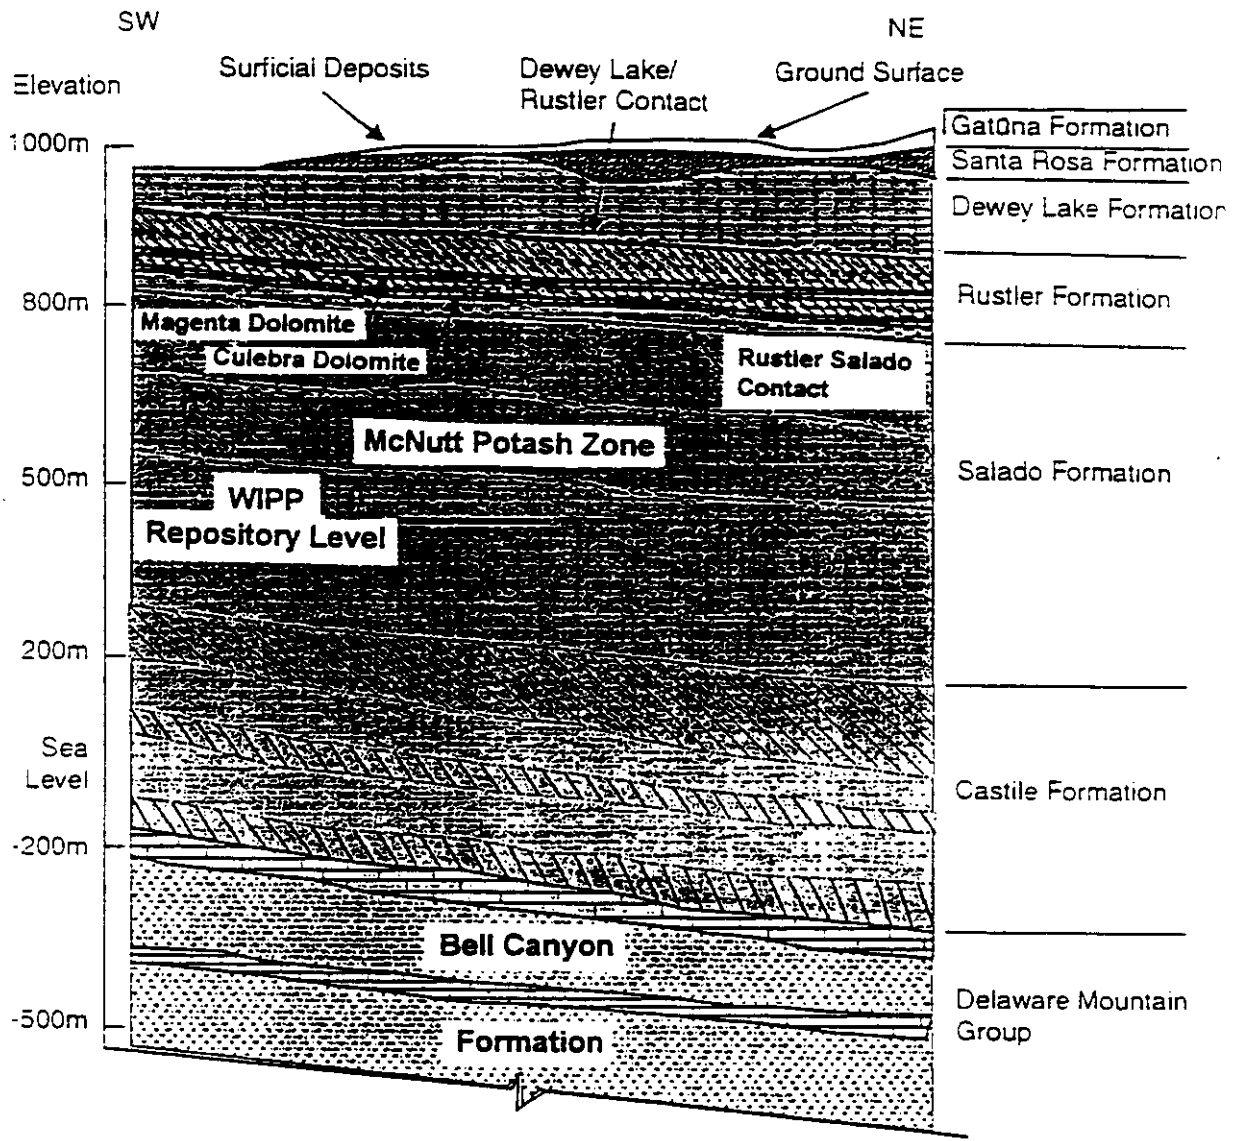 SW
NE
Surficial Deposits
Dewey Lake/
Rustler Contact
Ground Surface
Elevation
Gatuna Formation
1000m
Santa Rosa Formation
Dewey Lake Formation
800m
Rustler Formation
Magenta Dolomite
Culebra Dolomite
Rustler Salado
Contact
McNutt Potash Zone
500m
Salado Formation
WIPP
Repository Level
200m
Sea
Level
Castile Formation
-200m
Bell Canyon
Delaware Mountain
Group
-500m
Formation